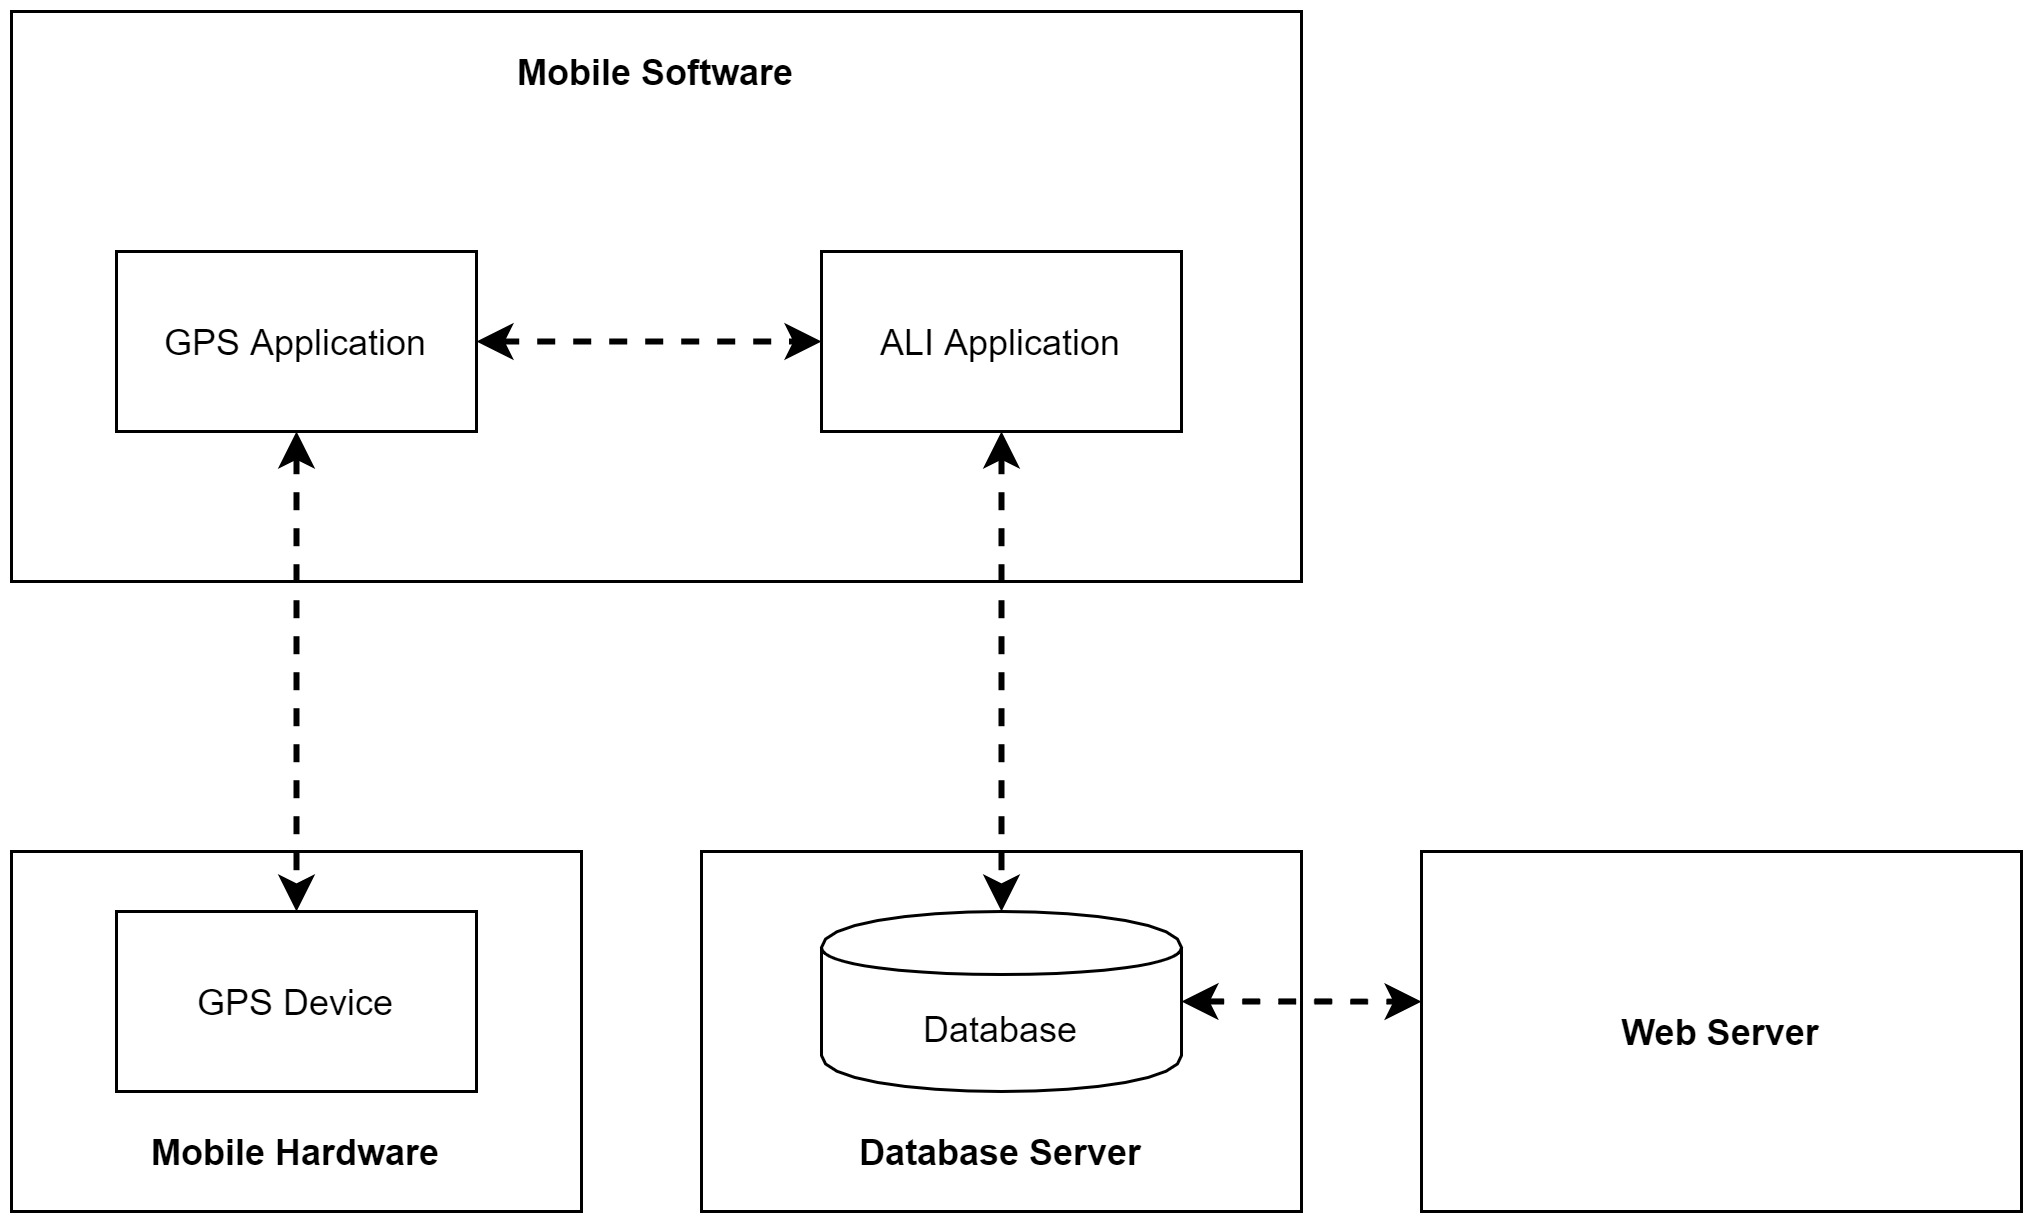 Mobile Software
GPS Application
ALI Application
GPS Device
Database
Web Server
Mobile Hardware
Database Server